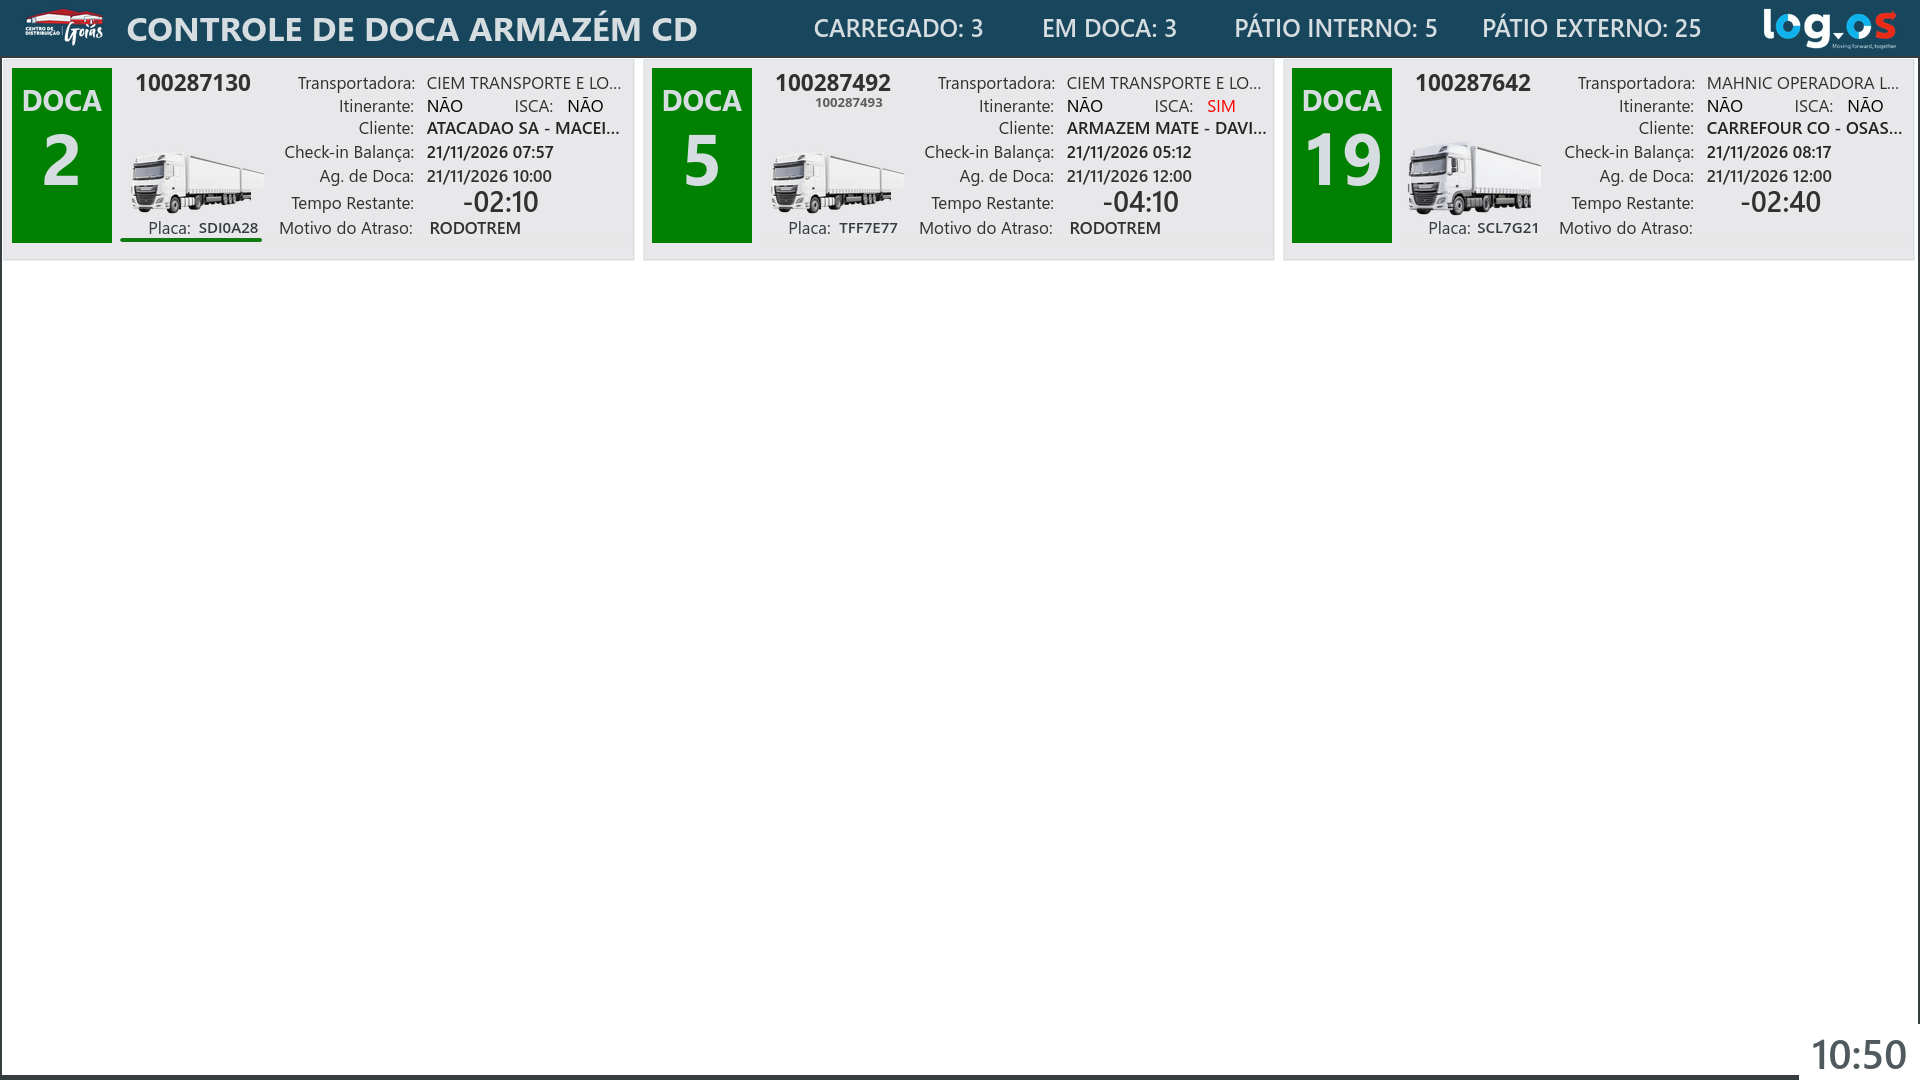 CENTRO DE DISTRIBUIÇÃO Goiás
CONTROLE DE DOCA ARMAZÉM CD
CARREGADO: 3
EM DOCA: 3
PÁTIO INTERNO: 5
PÁTIO EXTERNO: 25
log.os
Moving forward, together
DOCA
2
100287130
Placa: SDI0A28
Transportadora: CIEM TRANSPORTE E LO...
Itinerante: NÃO ISCA: NÃO
Cliente: ATACADAO SA - MACEI...
Check-in Balança: 21/11/2026 07:57
Ag. de Doca: 21/11/2026 10:00
Tempo Restante: -02:10
Motivo do Atraso: RODOTREM
DOCA
5
100287492
100287493
Placa: TFF7E77
Transportadora: CIEM TRANSPORTE E LO...
Itinerante: NÃO ISCA: SIM
Cliente: ARMAZEM MATE - DAVI...
Check-in Balança: 21/11/2026 05:12
Ag. de Doca: 21/11/2026 12:00
Tempo Restante: -04:10
Motivo do Atraso: RODOTREM
DOCA
19
100287642
Placa: SCL7G21
Transportadora: MAHNIC OPERADORA L...
Itinerante: NÃO ISCA: NÃO
Cliente: CARREFOUR CO - OSAS...
Check-in Balança: 21/11/2026 08:17
Ag. de Doca: 21/11/2026 12:00
Tempo Restante: -02:40
Motivo do Atraso:
10:50